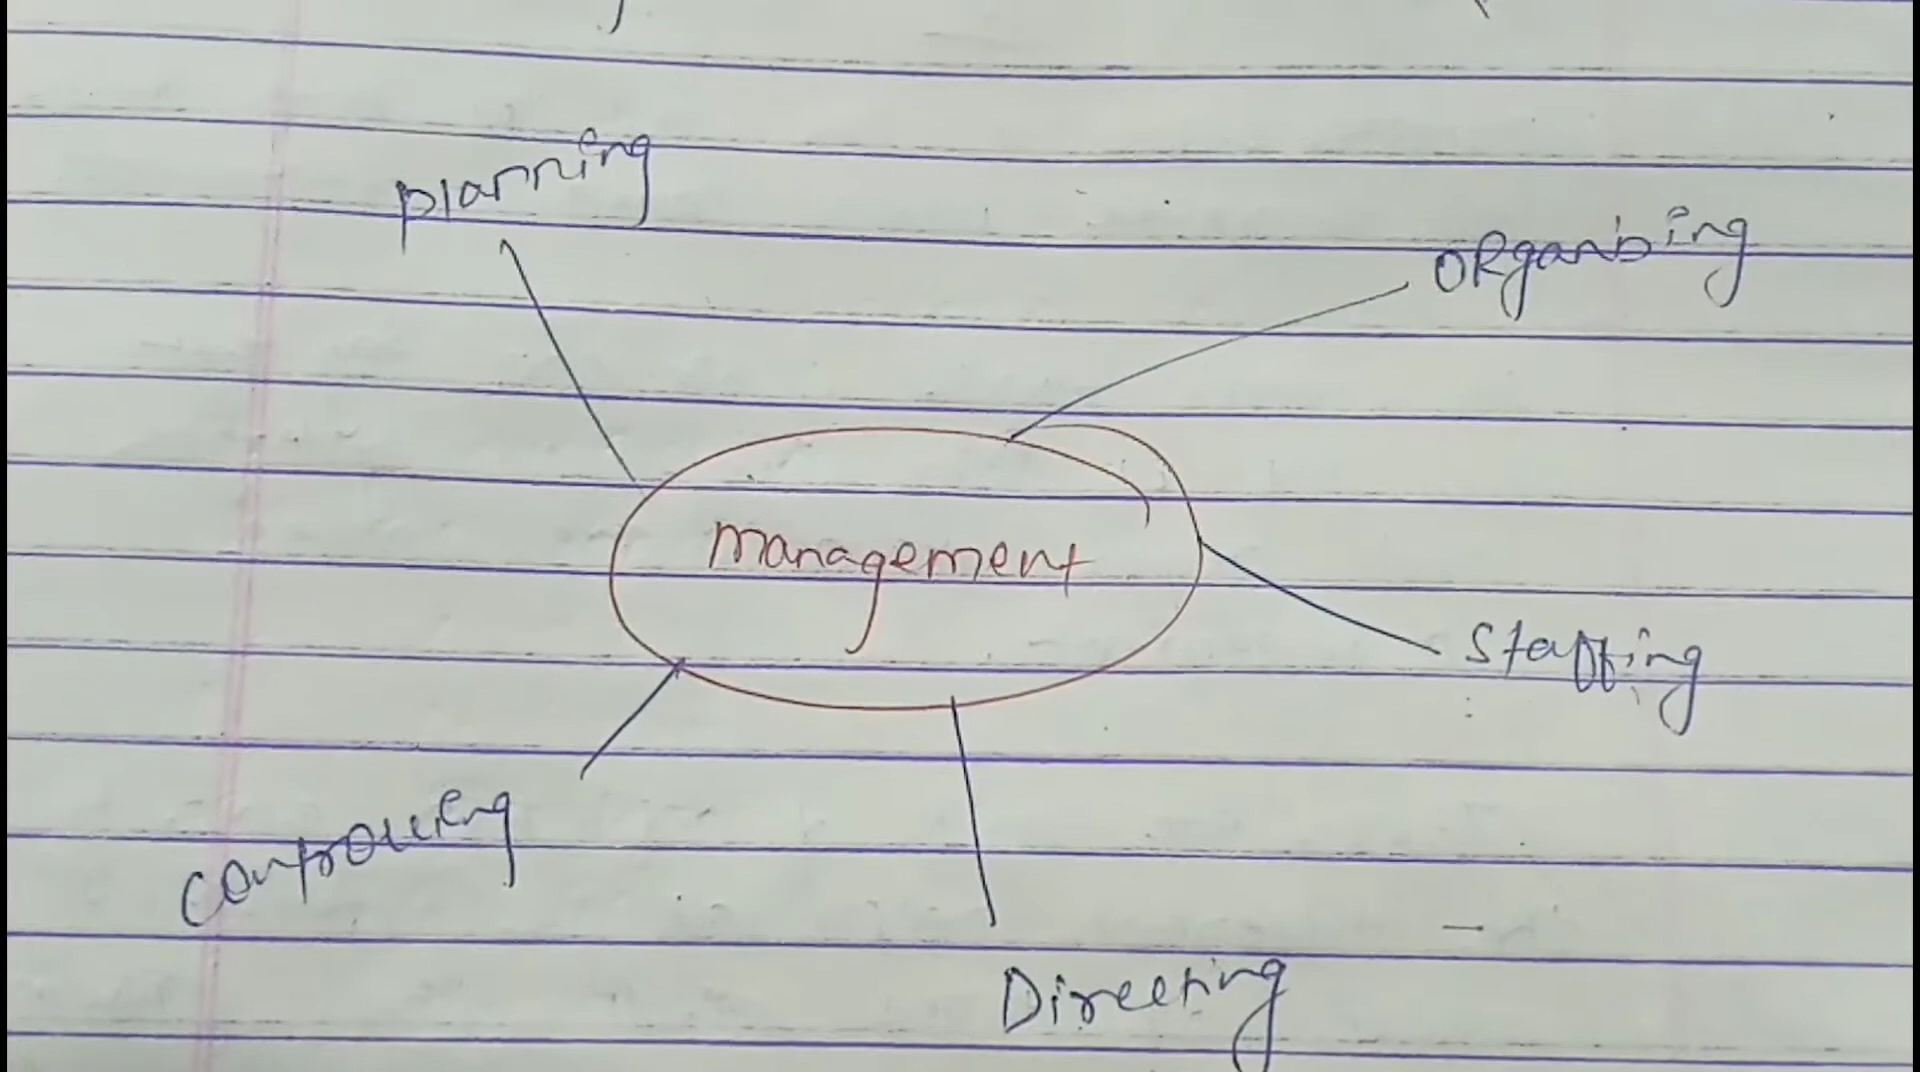 planning
organising
management
staffing
controlling
Directing